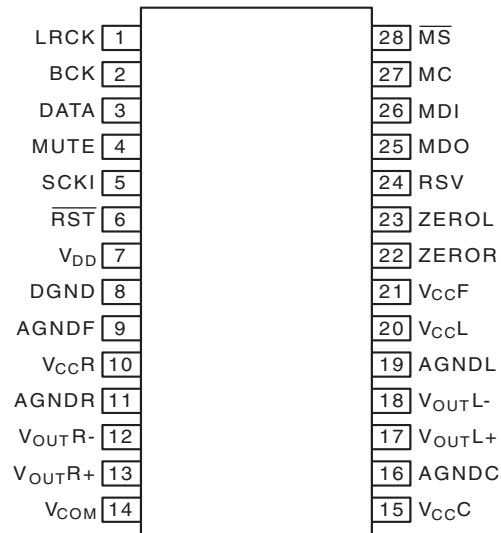 LRCK 1 28 M̅S̅
BCK 2 27 MC
DATA 3 26 MDI
MUTE 4 25 MDO
SCKI 5 24 RSV
R̅S̅T̅ 6 23 ZEROL
VDD 7 22 ZEROR
DGND 8 21 VCCF
AGNDF 9 20 VCCL
VCCR 10 19 AGNDL
AGNDR 11 18 VOUTL-
VOUTR- 12 17 VOUTL+
VOUTR+ 13 16 AGNDC
VCOM 14 15 VCCC